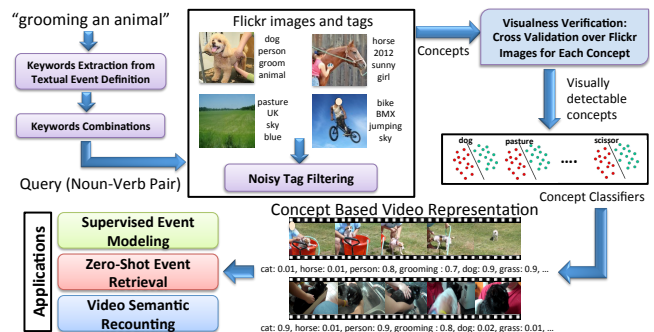 "grooming an animal"
Keywords Extraction from
Textual Event Definition
Keywords Combinations
Query (Noun-Verb Pair)
Flickr images and tags
dog
person
groom
animal
horse
2012
sunny
girl
pasture
UK
sky
blue
bike
BMX
jumping
sky
Noisy Tag Filtering
Concepts
Visualness Verification:
Cross Validation over Flickr
Images for Each Concept
Visually
detectable
concepts
dog
pasture
....
scissor
Concept Classifiers
Concept Based Video Representation
cat: 0.01, horse: 0.01, person: 0.8, grooming : 0.7, dog: 0.9, grass: 0.9, ...
cat: 0.9, horse: 0.01, person: 0.9, grooming : 0.8, dog: 0.02, grass: 0.01, ...
Applications
Supervised Event
Modeling
Zero-Shot Event
Retrieval
Video Semantic
Recounting